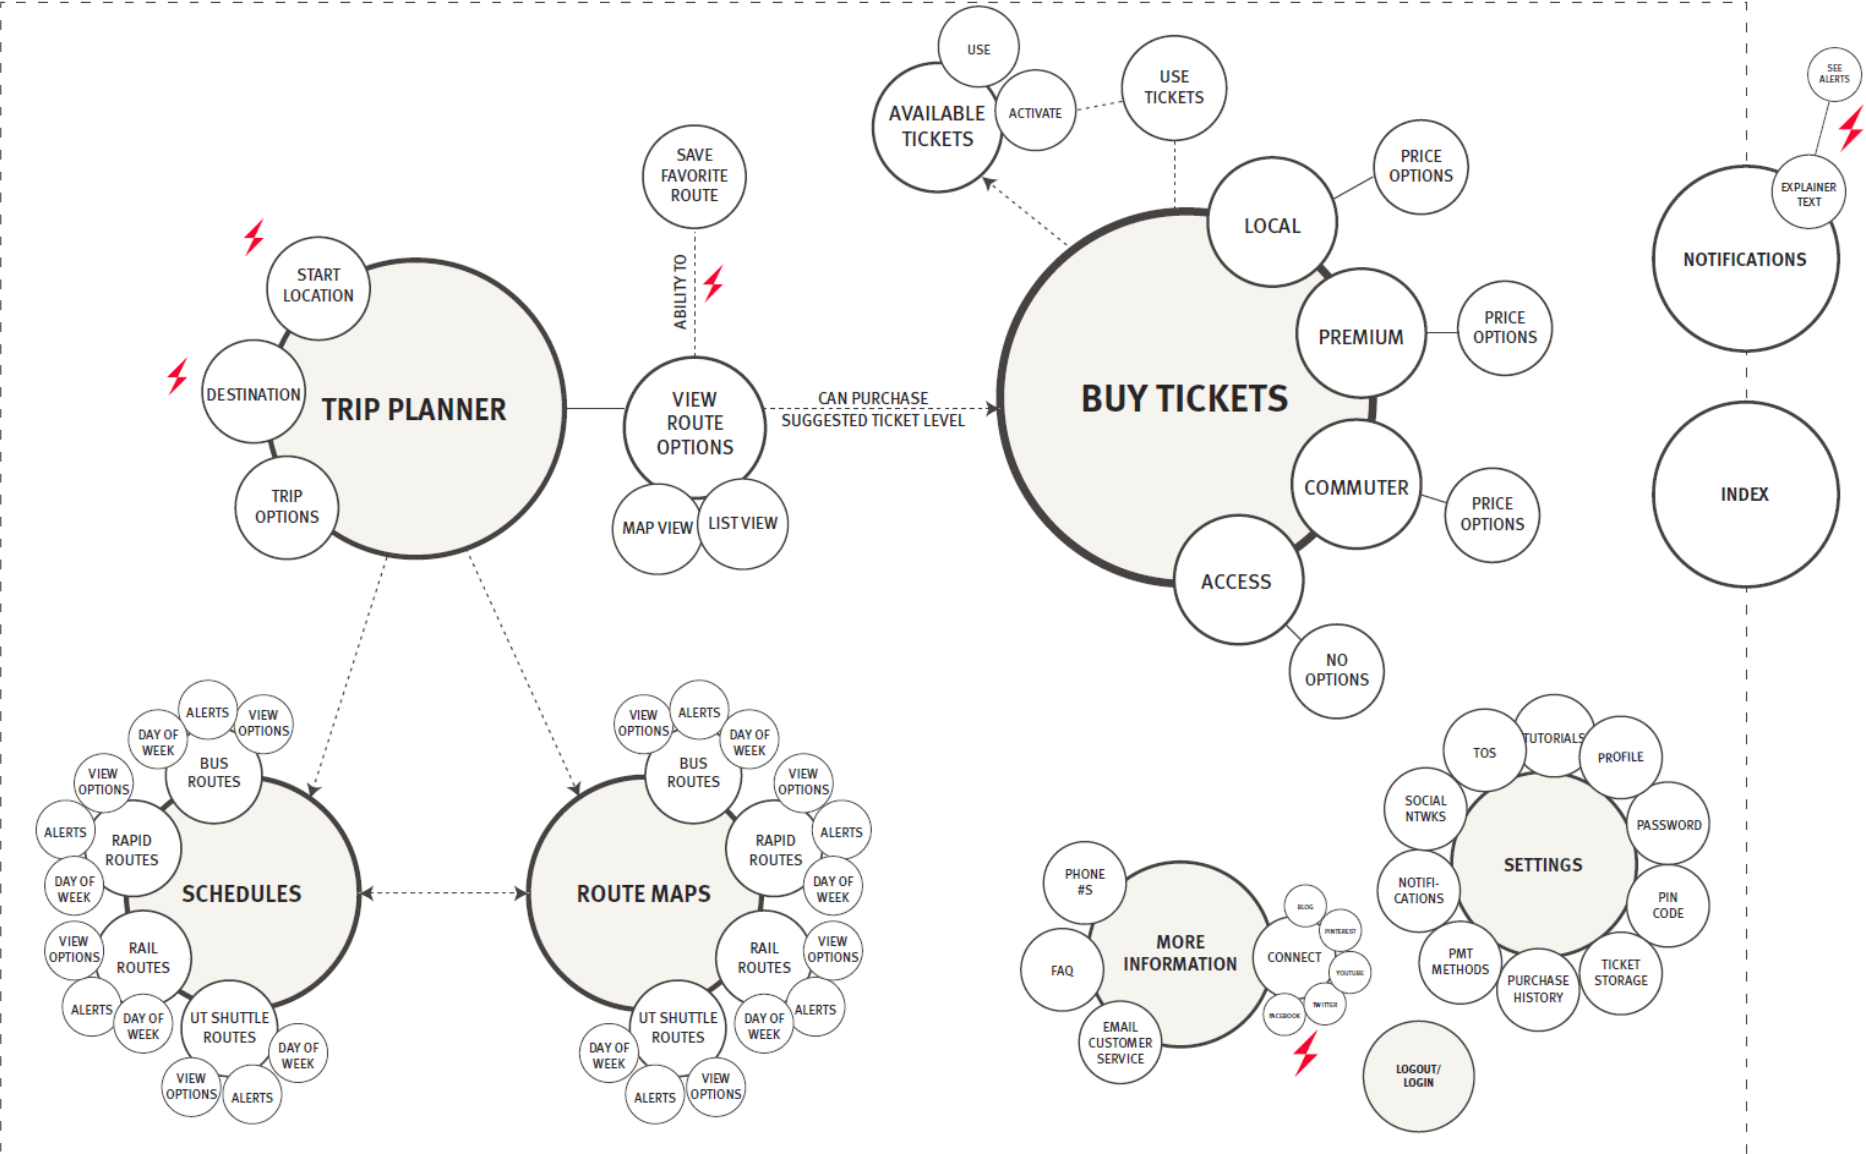 USE
USE
TICKETS
AVAILABLE
TICKETS
ACTIVATE
SEE
ALERTS
EXPLAINER
TEXT
NOTIFICATIONS
INDEX
SAVE
FAVORITE
ROUTE
ABILITY TO
START
LOCATION
DESTINATION
TRIP
OPTIONS
TRIP PLANNER
VIEW
ROUTE
OPTIONS
MAP VIEW
LIST VIEW
CAN PURCHASE
SUGGESTED TICKET LEVEL
BUY TICKETS
LOCAL
PRICE
OPTIONS
PREMIUM
PRICE
OPTIONS
COMMUTER
PRICE
OPTIONS
ACCESS
NO
OPTIONS
SCHEDULES
BUS
ROUTES
DAY OF
WEEK
ALERTS
VIEW
OPTIONS
RAPID
ROUTES
VIEW
OPTIONS
ALERTS
DAY OF
WEEK
RAIL
ROUTES
VIEW
OPTIONS
ALERTS
DAY OF
WEEK
UT SHUTTLE
ROUTES
VIEW
OPTIONS
ALERTS
DAY OF
WEEK
ROUTE MAPS
BUS
ROUTES
VIEW
OPTIONS
ALERTS
DAY OF
WEEK
RAPID
ROUTES
VIEW
OPTIONS
ALERTS
DAY OF
WEEK
RAIL
ROUTES
VIEW
OPTIONS
ALERTS
DAY OF
WEEK
UT SHUTTLE
ROUTES
DAY OF
WEEK
ALERTS
VIEW
OPTIONS
MORE
INFORMATION
PHONE
#S
FAQ
EMAIL
CUSTOMER
SERVICE
CONNECT
BLOG
PINTEREST
YOUTUBE
TWITTER
FACEBOOK
SETTINGS
TOS
TUTORIALS
PROFILE
PASSWORD
PIN
CODE
TICKET
STORAGE
PURCHASE
HISTORY
PMT
METHODS
NOTIFI-
CATIONS
SOCIAL
NTWKS
LOGOUT/
LOGIN